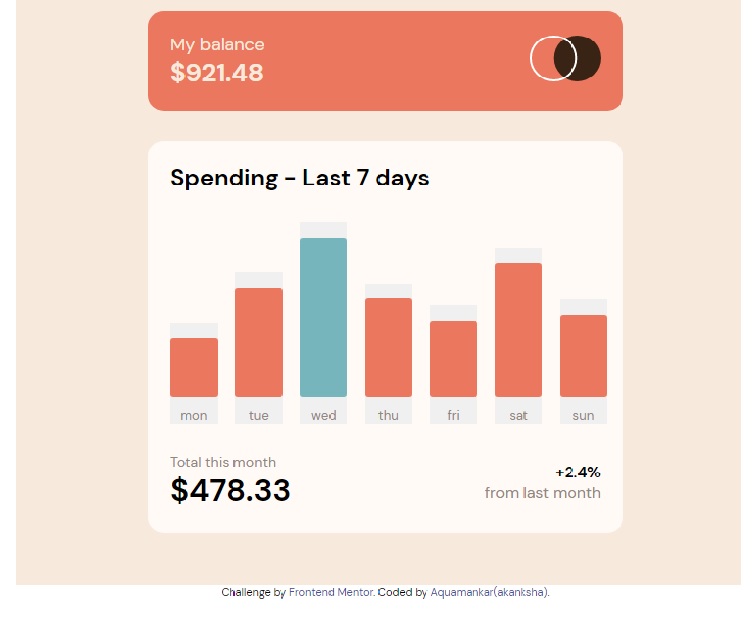 My balance
$921.48
Spending - Last 7 days
mon tue wed thu fri sat sun
Total this month
$478.33
+2.4%
from last month
Challenge by Frontend Mentor. Coded by Aquamankar(akanksha).